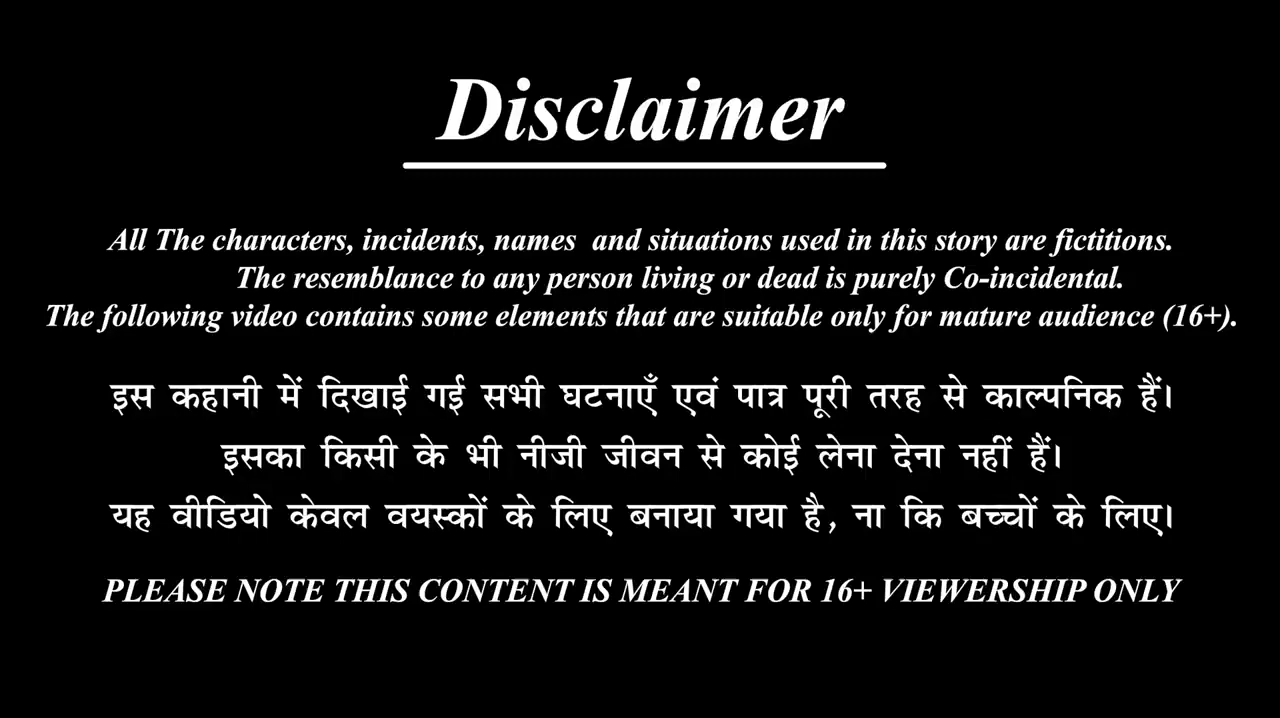 Disclaimer
All The characters, incidents, names and situations used in this story are fictitions.
The resemblance to any person living or dead is purely Co-incidental.
The following video contains some elements that are suitable only for mature audience (16+).
इस कहानी में दिखाई गई सभी घटनाएँ एवं पात्र पूरी तरह से काल्पनिक हैं।
इसका किसी के भी नीजी जीवन से कोई लेना देना नहीं हैं।
यह वीडियो केवल वयस्कों के लिए बनाया गया है, ना कि बच्चों के लिए।
PLEASE NOTE THIS CONTENT IS MEANT FOR 16+ VIEWERSHIP ONLY